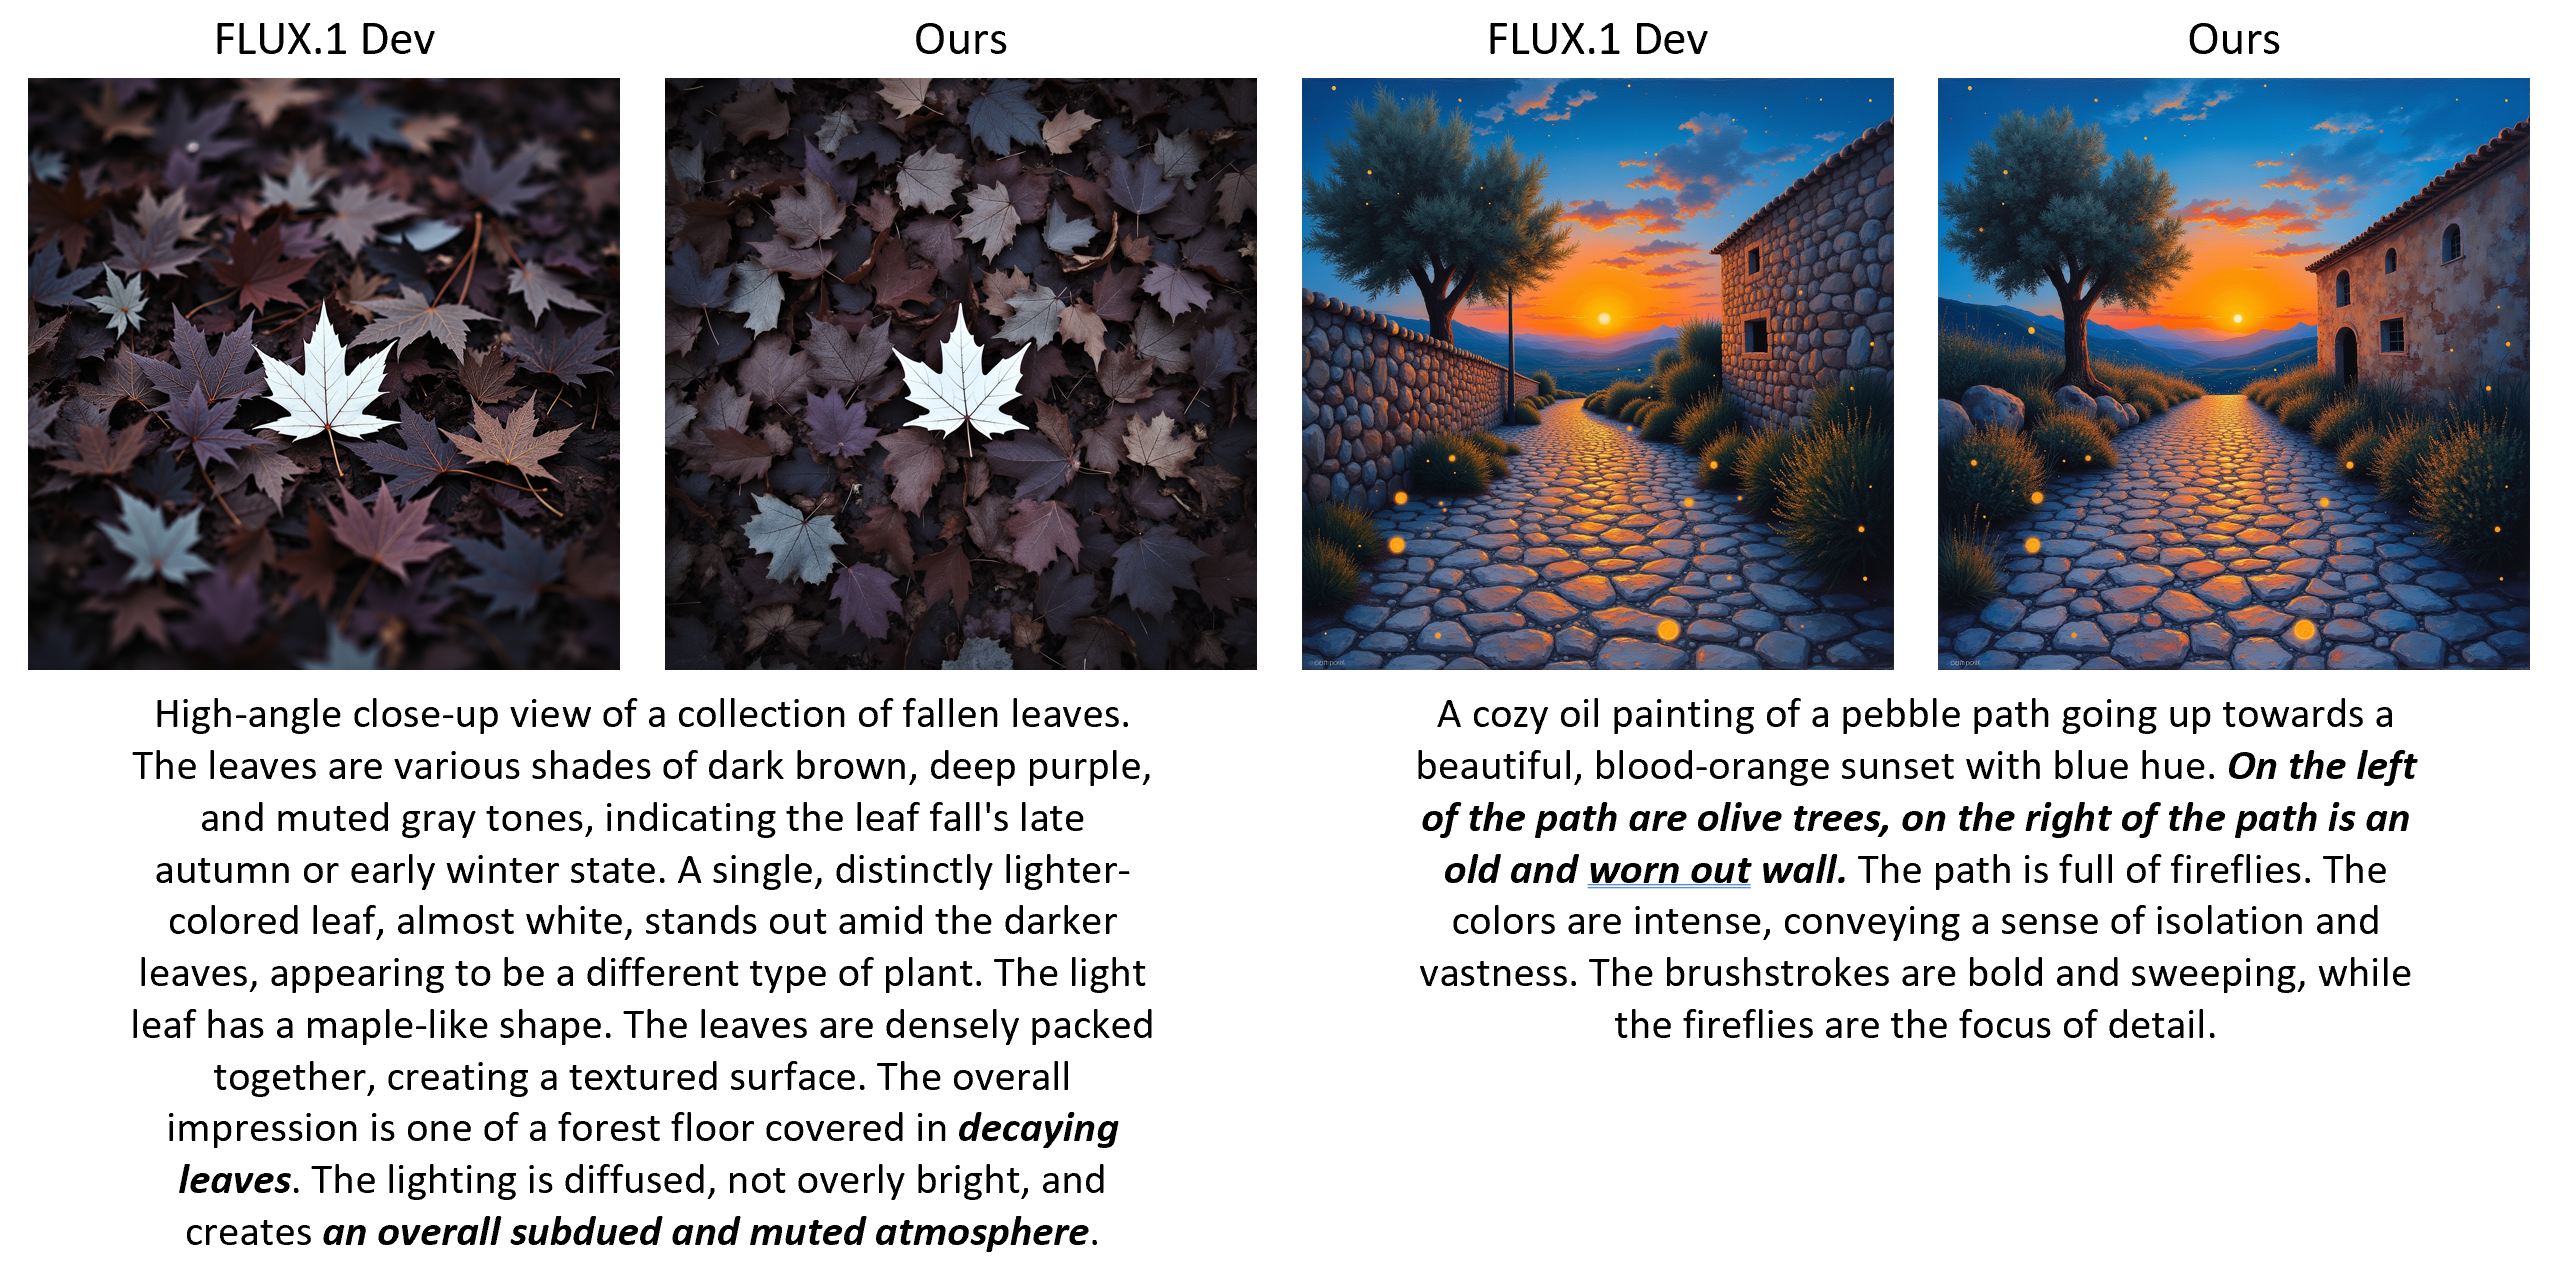 FLUX.1 Dev
Ours
FLUX.1 Dev
Ours
High-angle close-up view of a collection of fallen leaves.
The leaves are various shades of dark brown, deep purple,
and muted gray tones, indicating the leaf fall's late
autumn or early winter state. A single, distinctly lighter-
colored leaf, almost white, stands out amid the darker
leaves, appearing to be a different type of plant. The light
leaf has a maple-like shape. The leaves are densely packed
together, creating a textured surface. The overall
impression is one of a forest floor covered in decaying
leaves. The lighting is diffused, not overly bright, and
creates an overall subdued and muted atmosphere.
A cozy oil painting of a pebble path going up towards a
beautiful, blood-orange sunset with blue hue. On the left
of the path are olive trees, on the right of the path is an
old and worn out wall. The path is full of fireflies. The
colors are intense, conveying a sense of isolation and
vastness. The brushstrokes are bold and sweeping, while
the fireflies are the focus of detail.